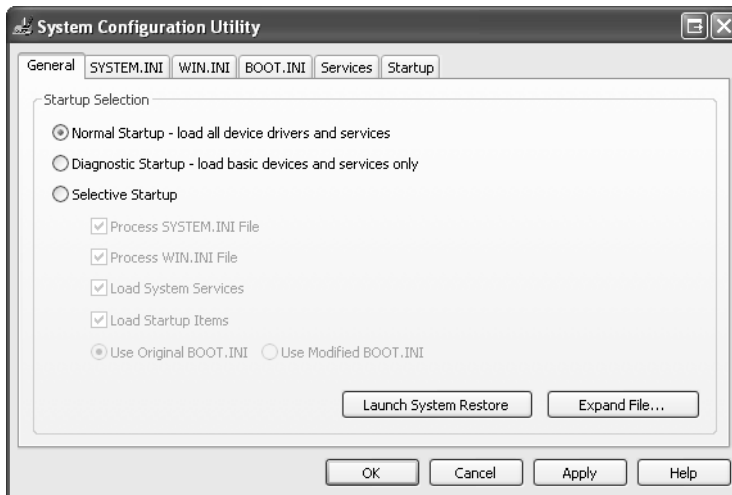 System Configuration Utility
General SYSTEM.INI WIN.INI BOOT.INI Services Startup
Startup Selection
Normal Startup - load all device drivers and services
Diagnostic Startup - load basic devices and services only
Selective Startup
Process SYSTEM.INI File
Process WIN.INI File
Load System Services
Load Startup Items
Use Original BOOT.INI Use Modified BOOT.INI
Launch System Restore Expand File...
OK Cancel Apply Help